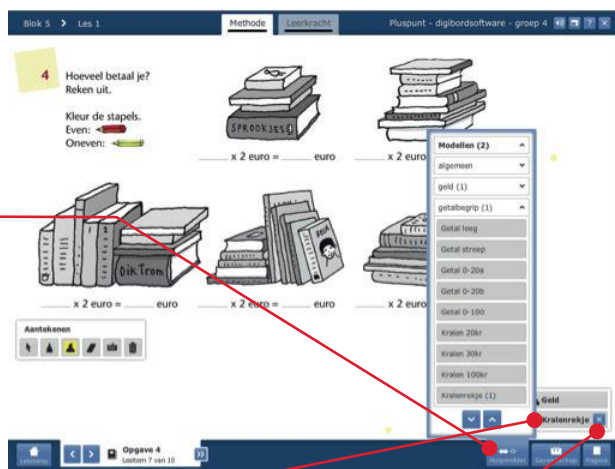 Blok 5 > Les 1
Methode
Leerkracht
Pluspunt - digibordsoftware - groep 4
4
Hoeveel betaal je?
Reken uit.
Kleur de stapels.
Even:
Oneven:
SPROOKJES
x 2 euro = euro
x 2 euro
Modellen (2)
algemeen
geld (1)
getalbegrip (1)
Getal leeg
Getal streep
Getal 0-20a
Getal 0-20b
Getal 0-100
Kralen 20kr
Kralen 30kr
Kralen 100kr
Kralenrekje (1)
1 2
Dik Trom
x 2 euro = euro
x 2 euro = euro
Aantekenen
Geld
Kralenrekje
Opgave 4
Lesitem 7 van 10
Pagina